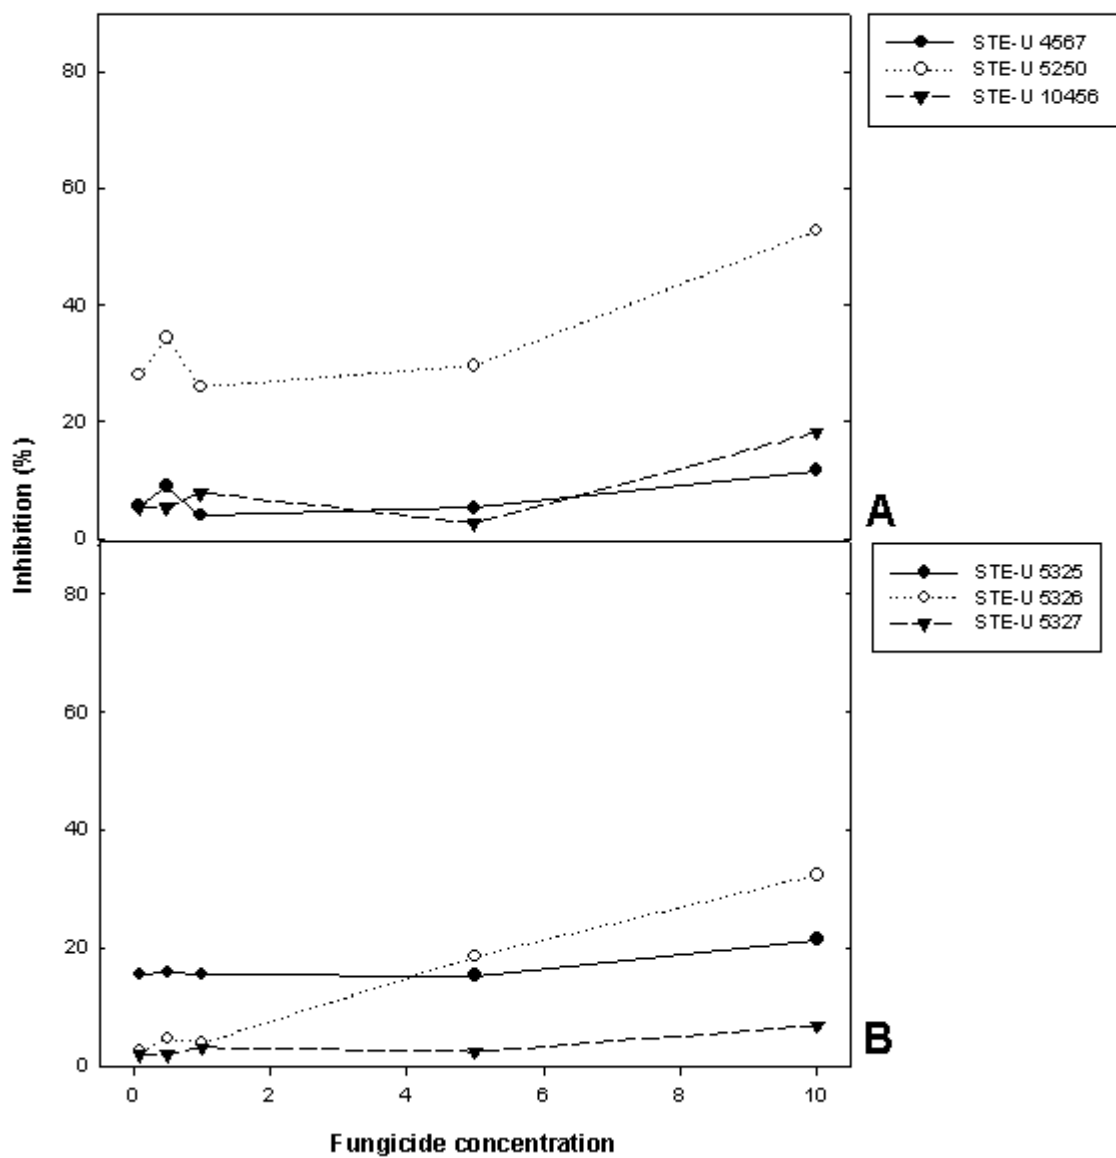 STE-U 4567
STE-U 5250
STE-U 10456
80
60
40
20
0
A
Inhibition (%)
STE-U 5325
STE-U 5326
STE-U 5327
80
60
40
20
0
B
0 2 4 6 8 10
Fungicide concentration